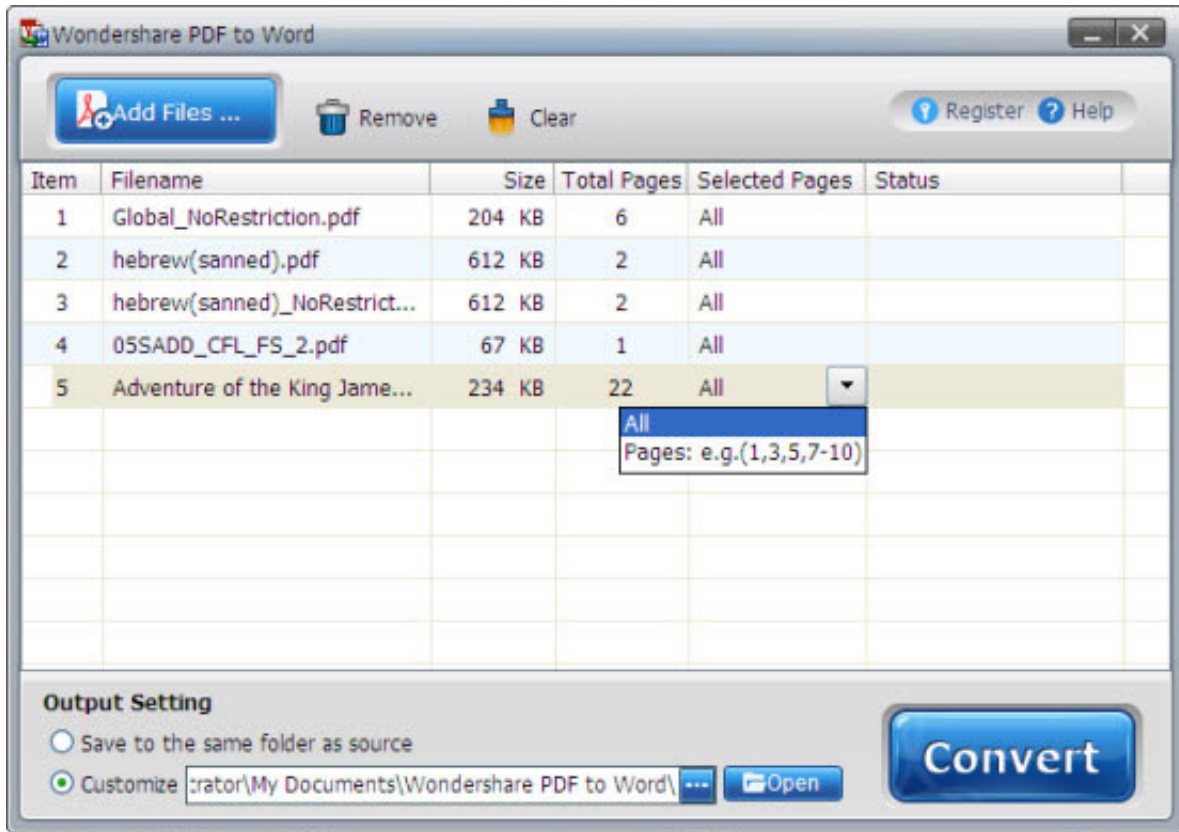 Wondershare PDF to Word
Add Files ...
Remove
Clear
Register
Help
Item Filename Size Total Pages Selected Pages Status
1 Global_NoRestriction.pdf 204 KB 6 All
2 hebrew(sanned).pdf 612 KB 2 All
3 hebrew(sanned)_NoRestrict... 612 KB 2 All
4 05SADD_CFL_FS_2.pdf 67 KB 1 All
5 Adventure of the King Jame... 234 KB 22 All
All
Pages: e.g.(1,3,5,7-10)
Output Setting
Save to the same folder as source
Customize :rator\My Documents\Wondershare PDF to Word\ ... Open
Convert